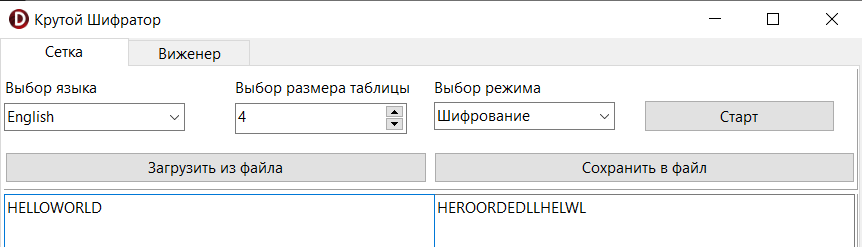 Крутой Шифратор
Сетка Виженер
Выбор языка Выбор размера таблицы Выбор режима
English 4 Шифрование Старт
Загрузить из файла Сохранить в файл
HELLOWORLD HEROORDEDLLHELWL